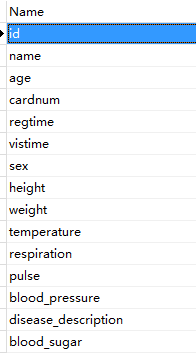 Name
id
name
age
cardnum
regtime
vistime
sex
height
weight
temperature
respiration
pulse
blood_pressure
disease_description
blood_sugar